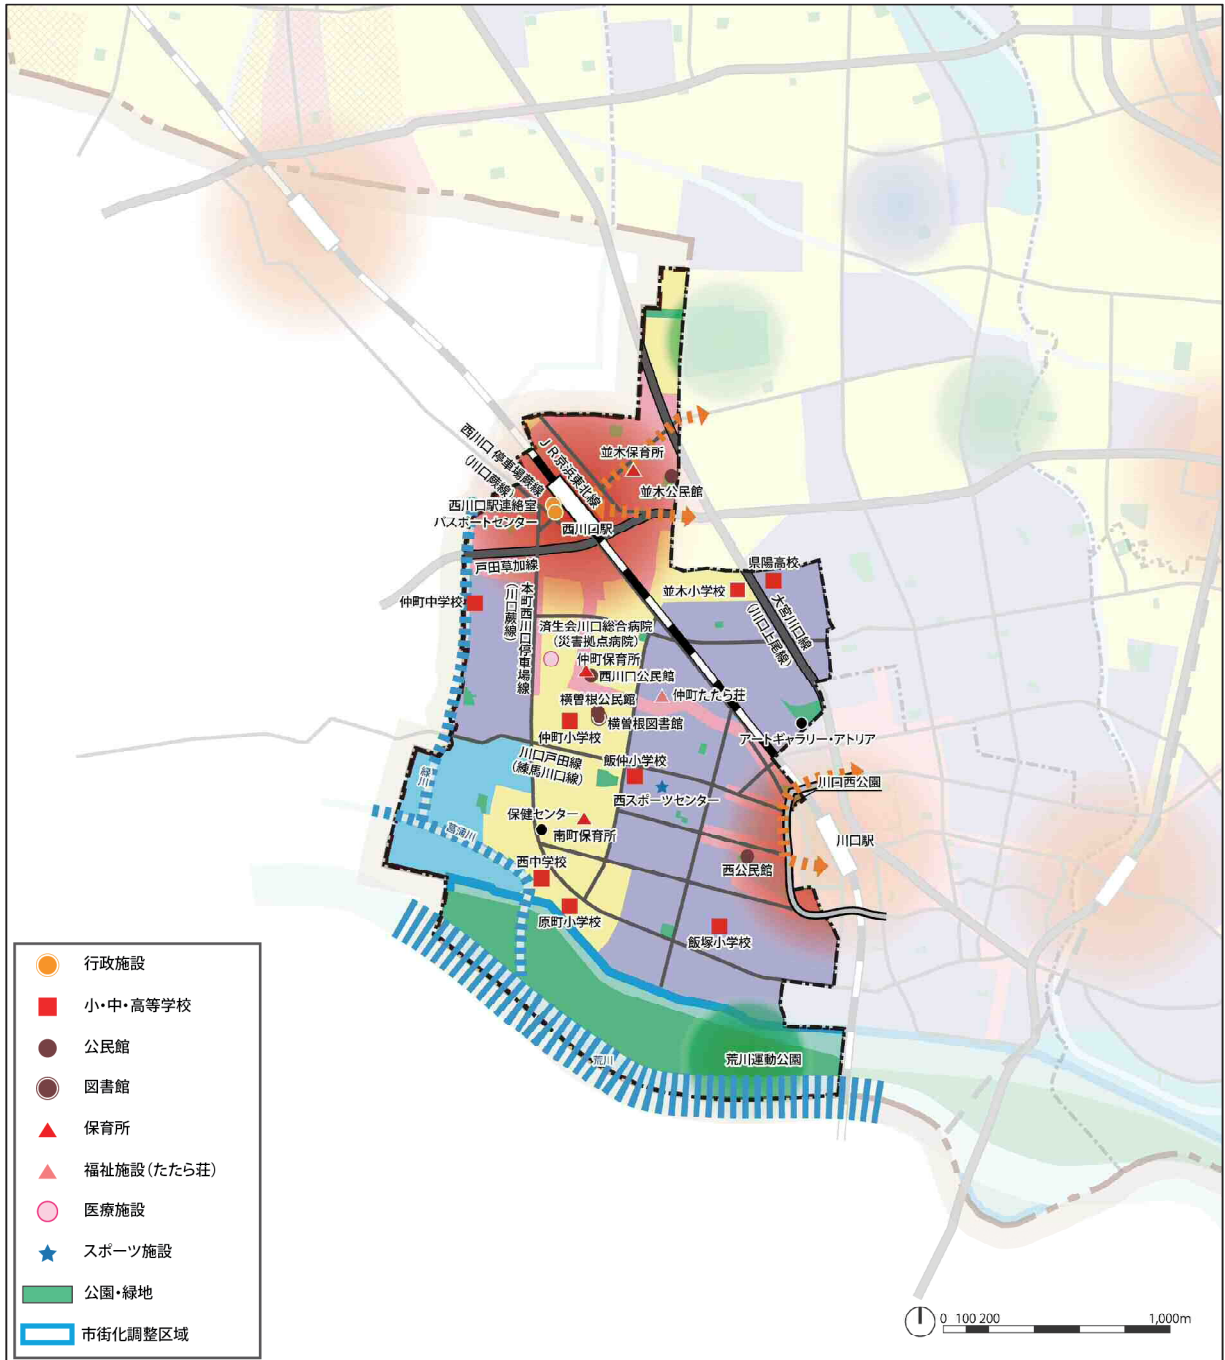 西川口停車場蕨線
(川口蕨線)
JR京浜東北線
並木保育所
並木公民館
西川口駅連絡室
パスポートセンター
西川口駅
戸田草加線
県陽高校
並木小学校
仲町中学校
本町西川口停車場線
(川口蕨線)
大宮川口線
(川口上尾線)
済生会川口総合病院
(災害拠点病院)
仲町保育所
西川口公民館
仲町たたら荘
横曽根公民館
横曽根図書館
仲町小学校
アートギャラリー・アトリア
川口戸田線
(練馬川口線)
飯仲小学校
緑川
川口西公園
西スポーツセンター
保健センター
菖蒲川
南町保育所
川口駅
西中学校
西公民館
原町小学校
飯塚小学校
荒川
荒川運動公園
行政施設
小・中・高等学校
公民館
図書館
保育所
福祉施設(たたら荘)
医療施設
スポーツ施設
公園・緑地
市街化調整区域
0 100 200 1,000m